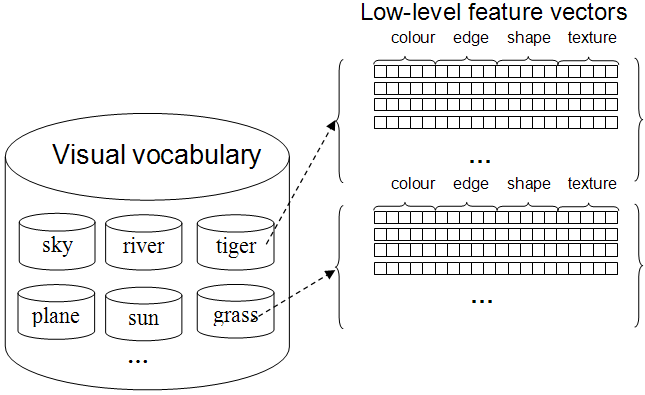 Low-level feature vectors
colour edge shape texture
...
Visual vocabulary
colour edge shape texture
...
sky river tiger
plane sun grass
...